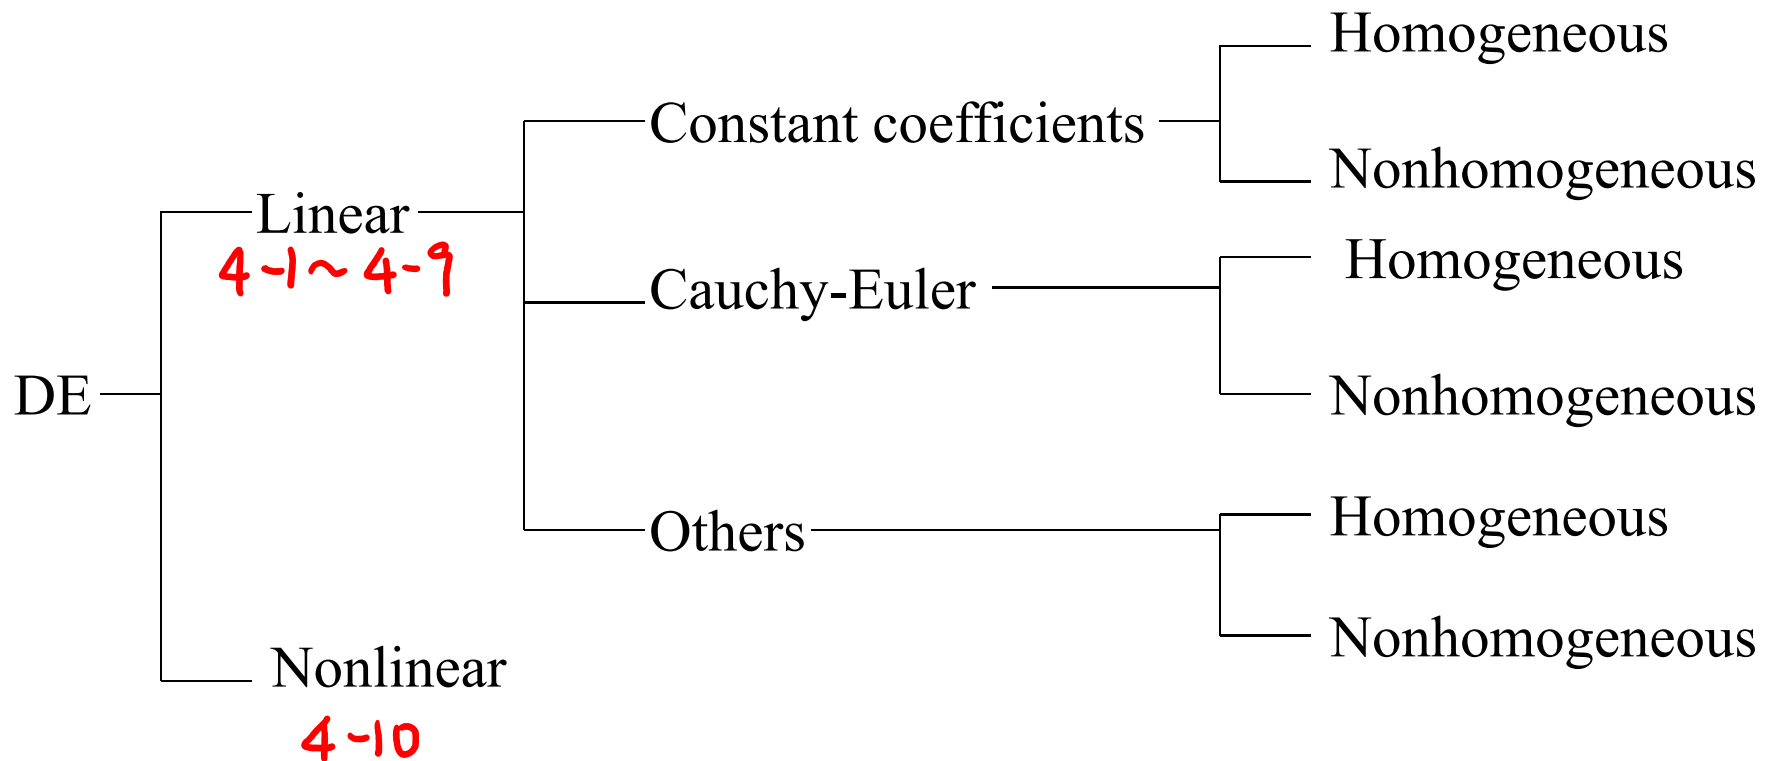 Homogeneous
Constant coefficients
Nonhomogeneous
Linear
4-1~4-9
Homogeneous
Cauchy-Euler
DE
Nonhomogeneous
Homogeneous
Others
Nonhomogeneous
Nonlinear
4-10